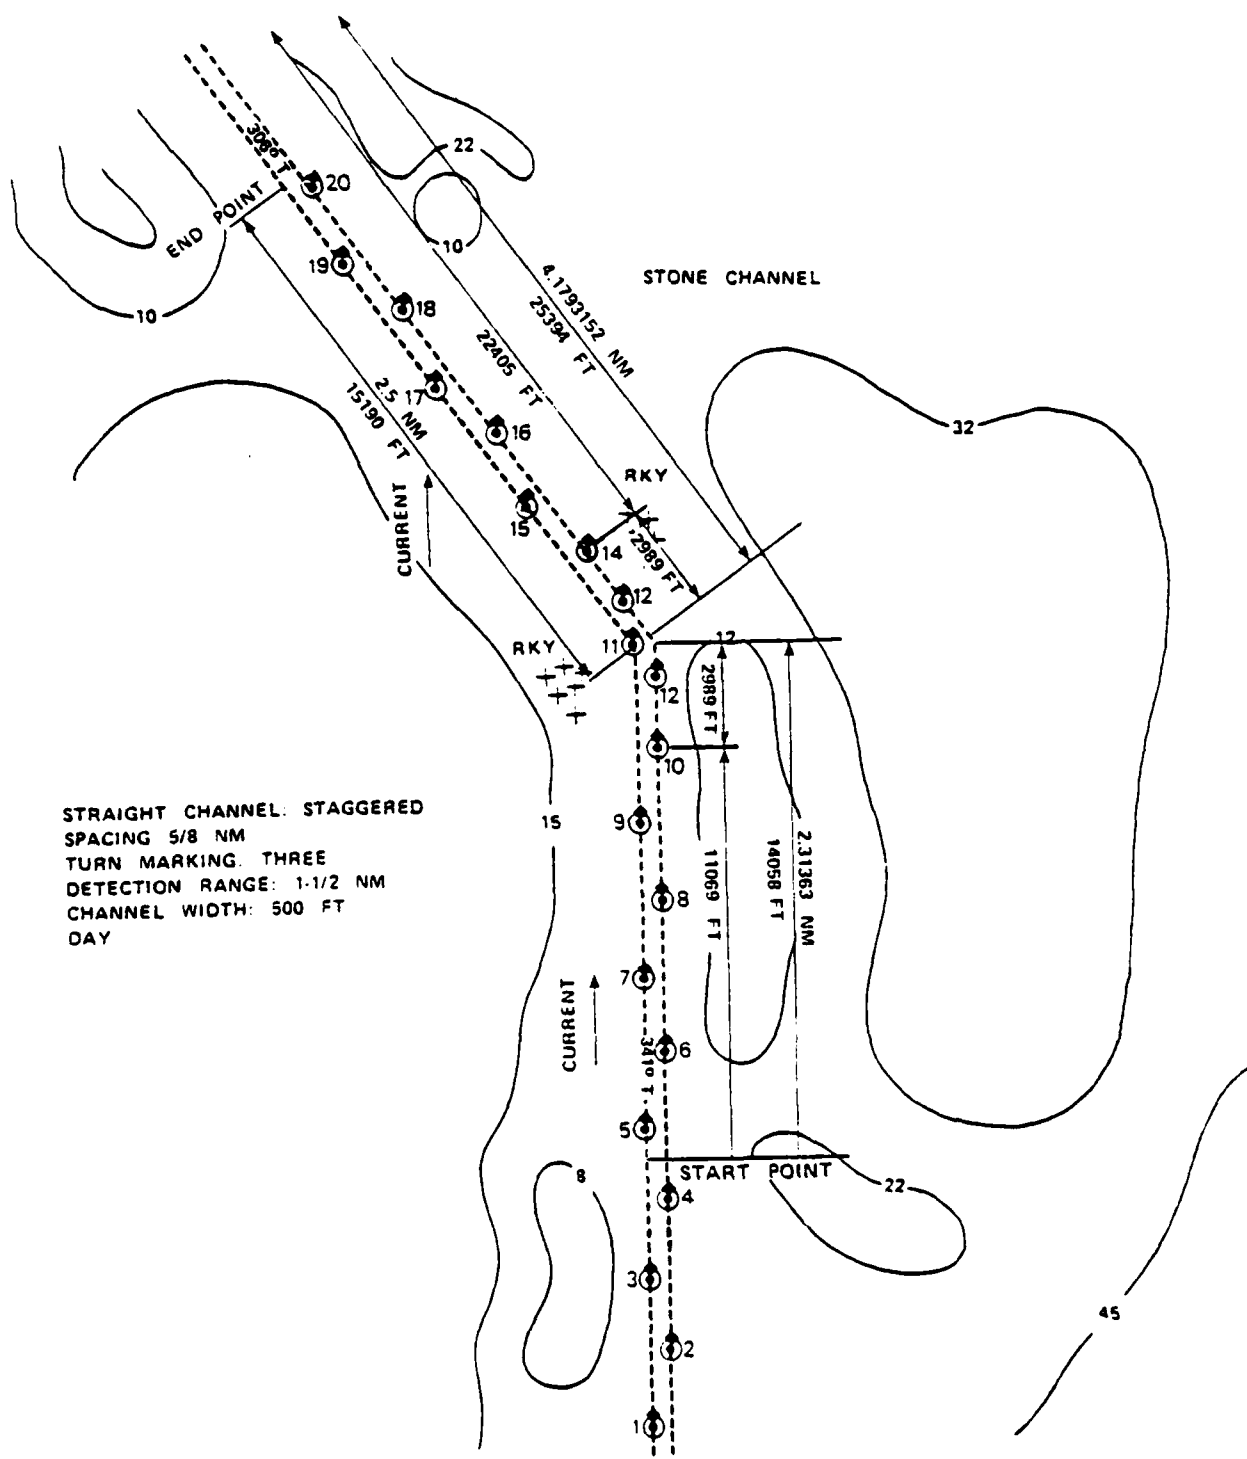 308° T
20
22
END POINT
10
19
10
18
STONE CHANNEL
4.1793152 NM
25394 FT
22405 FT
2.5 NM
15190 FT
17
16
32
RKY
CURRENT
15
14
2989 FT
12
RKY
11
12
12
2989 FT
10
STRAIGHT CHANNEL: STAGGERED
SPACING 5/8 NM
TURN MARKING: THREE
DETECTION RANGE: 1-1/2 NM
CHANNEL WIDTH: 500 FT
DAY
15
9
11069 FT
14058 FT
2.31363 NM
8
7
CURRENT
6
341° T
5
START POINT
8
4
22
3
45
2
1